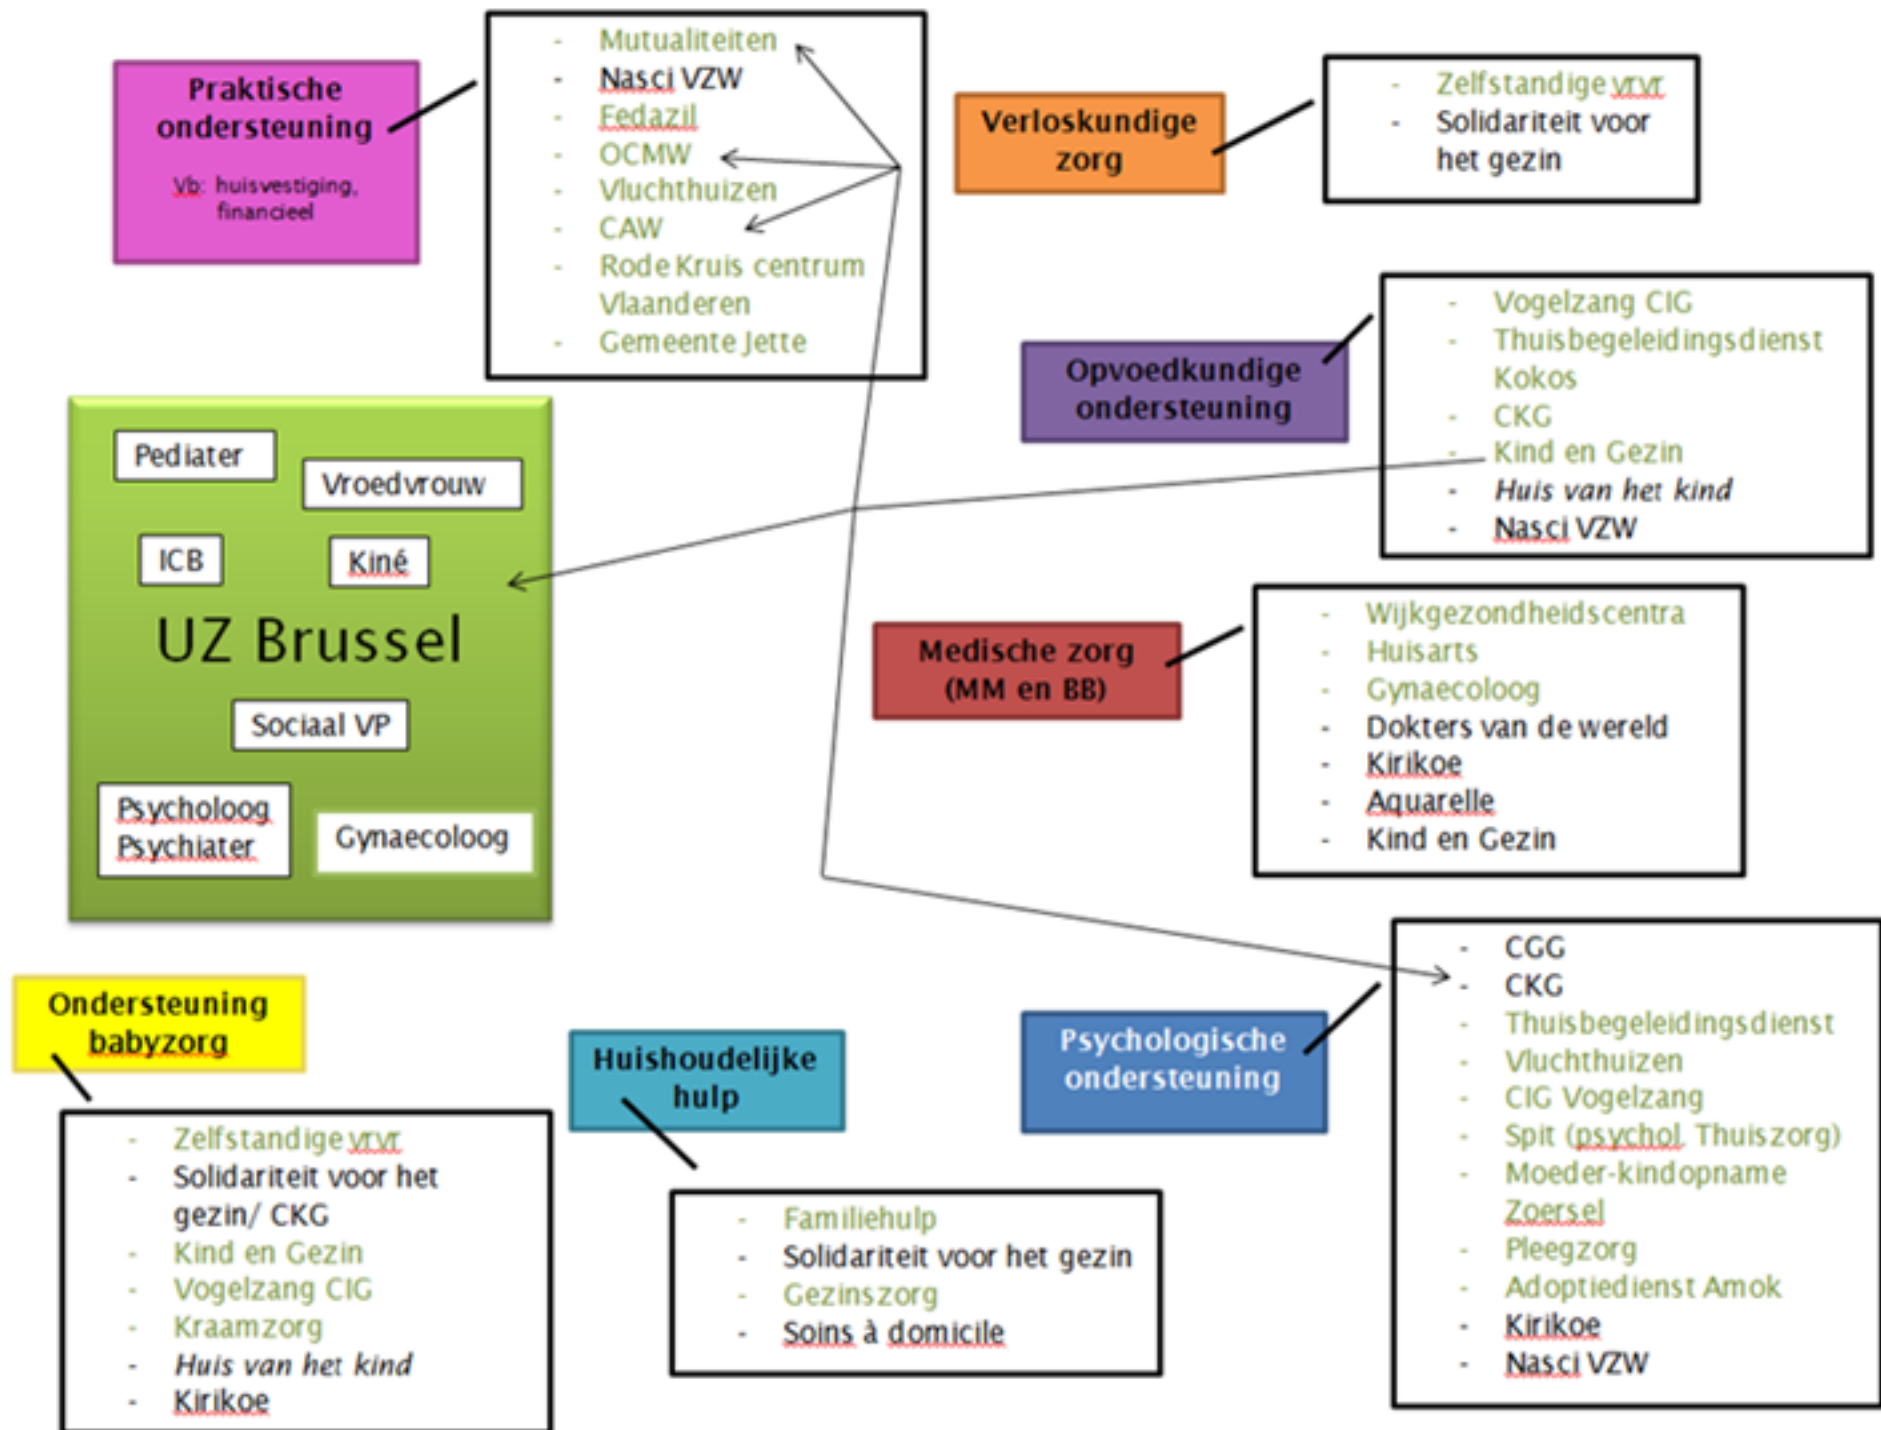 Praktische
ondersteuning
Vb: huisvestiging,
financieel
- Mutualiteiten
- Nasci VZW
- Fedazil
- OCMW
- Vluchthuizen
- CAW
- Rode Kruis centrum
Vlaanderen
- Gemeente Jette
Verloskundige
zorg
- Zelfstandige vrvr
- Solidariteit voor
het gezin
Opvoedkundige
ondersteuning
- Vogelzang CIG
- Thuisbegeleidingsdienst
Kokos
- CKG
- Kind en Gezin
- Huis van het kind
- Nasci VZW
Pediater
Vroedvrouw
ICB
Kiné
UZ Brussel
Sociaal VP
Psycholoog
Psychiater
Gynaecoloog
Medische zorg
(MM en BB)
- Wijkgezondheidscentra
- Huisarts
- Gynaecoloog
- Dokters van de wereld
- Kirikoe
- Aquarelle
- Kind en Gezin
Ondersteuning
babyzorg
- Zelfstandige vrvr
- Solidariteit voor het
gezin/ CKG
- Kind en Gezin
- Vogelzang CIG
- Kraamzorg
- Huis van het kind
- Kirikoe
Huishoudelijke
hulp
- Familiehulp
- Solidariteit voor het gezin
- Gezinszorg
- Soins à domicile
Psychologische
ondersteuning
- CGG
- CKG
- Thuisbegeleidingsdienst
- Vluchthuizen
- CIG Vogelzang
- Spit (psychol. Thuiszorg)
- Moeder-kindopname
Zoersel
- Pleegzorg
- Adoptiedienst Amok
- Kirikoe
- Nasci VZW